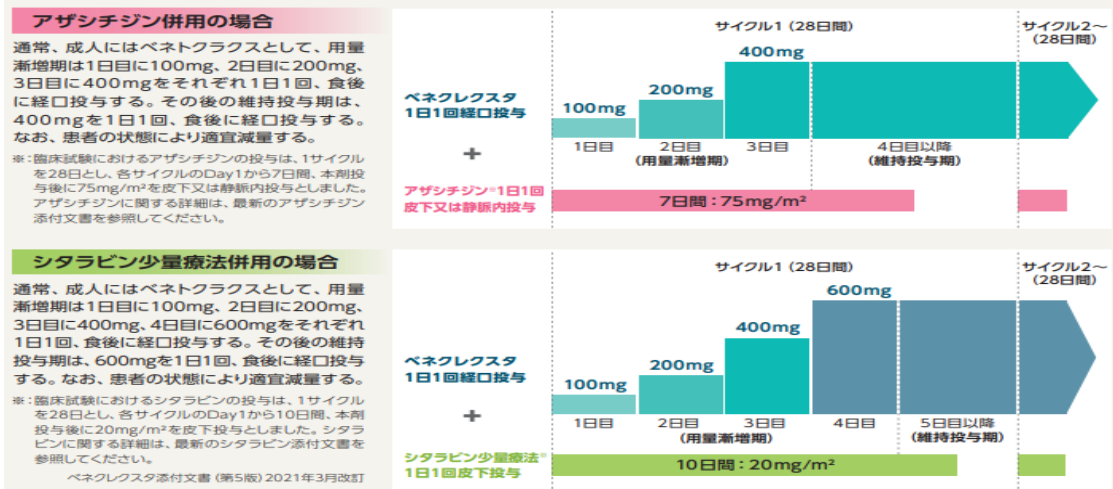 アザシチジン併用の場合
通常、成人にはベネトクラクスとして、用量
漸増期は1日目に100mg、2日目に200mg、
3日目に400mgをそれぞれ1日1回、食後
に経口投与する。その後の維持投与期は、
400mgを1日1回、食後に経口投与する。
なお、患者の状態により適宜減量する。
※:臨床試験におけるアザシチジンの投与は、1サイクル
を28日とし、各サイクルのDay1から7日間、本剤投
与後に75mg/m²を皮下又は静脈内投与としました。
アザシチジンに関する詳細は、最新のアザシチジン
添付文書を参照してください。
サイクル1(28日間)
サイクル2〜
(28日間)
ベネクレクスタ
1日1回経口投与
100mg
200mg
400mg
1日目
2日目
3日目
4日目以降
(用量漸増期)
(維持投与期)
+
アザシチジン※1日1回
皮下又は静脈内投与
7日間:75mg/m²
シタラビン少量療法併用の場合
通常、成人にはベネトクラクスとして、用量
漸増期は1日目に100mg、2日目に200mg、
3日目に400mg、4日目に600mgをそれぞれ
1日1回、食後に経口投与する。その後の維持
投与期は、600mgを1日1回、食後に経口投与
する。なお、患者の状態により適宜減量する。
※:臨床試験におけるシタラビンの投与は、1サイクル
を28日とし、各サイクルのDay1から10日間、本剤
投与後に20mg/m²を皮下投与としました。シタラ
ビンに関する詳細は、最新のシタラビン添付文書を
参照してください。
ベネクレクスタ添付文書(第5版)2021年3月改訂
サイクル1(28日間)
サイクル2〜
(28日間)
ベネクレクスタ
1日1回経口投与
100mg
200mg
400mg
600mg
1日目
2日目
3日目
4日目
5日目以降
(用量漸増期)
(維持投与期)
+
シタラビン少量療法※
1日1回皮下投与
10日間:20mg/m²